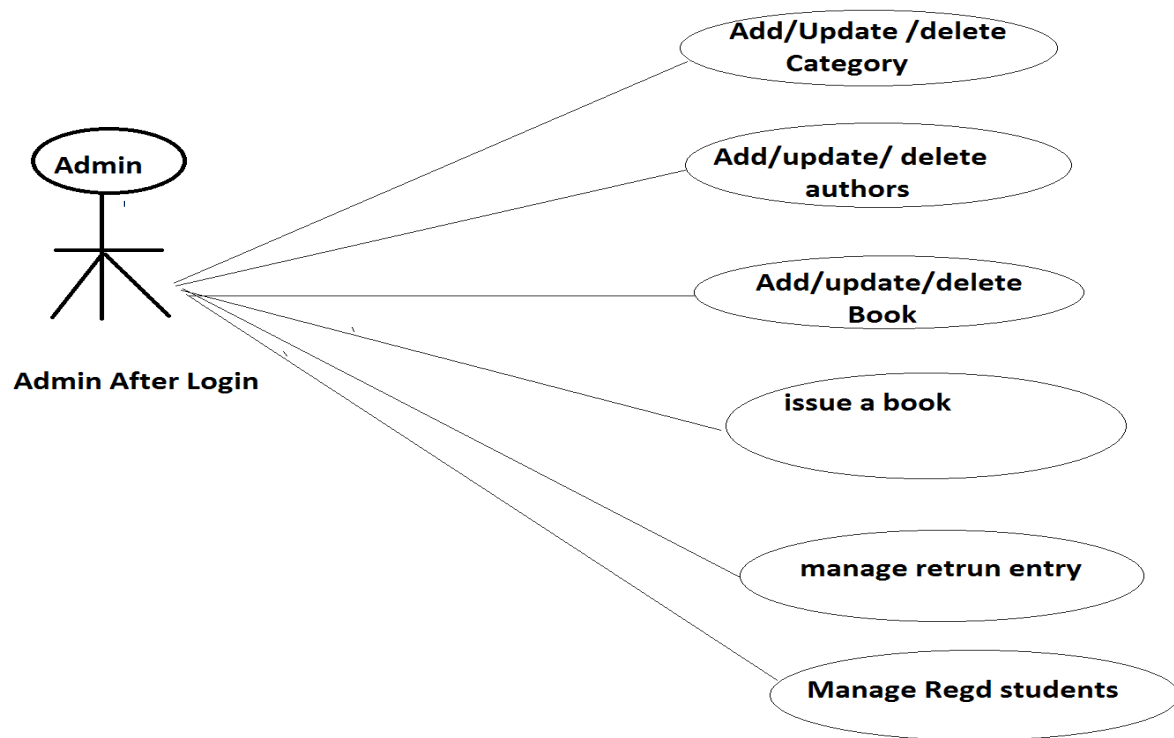 Add/Update /delete
Category
Admin
Add/update/ delete
authors
Add/update/delete
Book
Admin After Login
issue a book
manage retrun entry
Manage Regd students